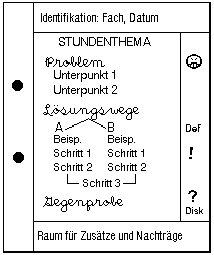 Identifikation: Fach, Datum
STUNDENTHEMA
Problem
Unterpunkt 1
Unterpunkt 2
Lösungswege
A B
Beisp. Beisp. Def
Schritt 1 Schritt 1 !
Schritt 2 Schritt 2
Schritt 3
Gegenprobe ?
Disk
Raum für Zusätze und Nachträge